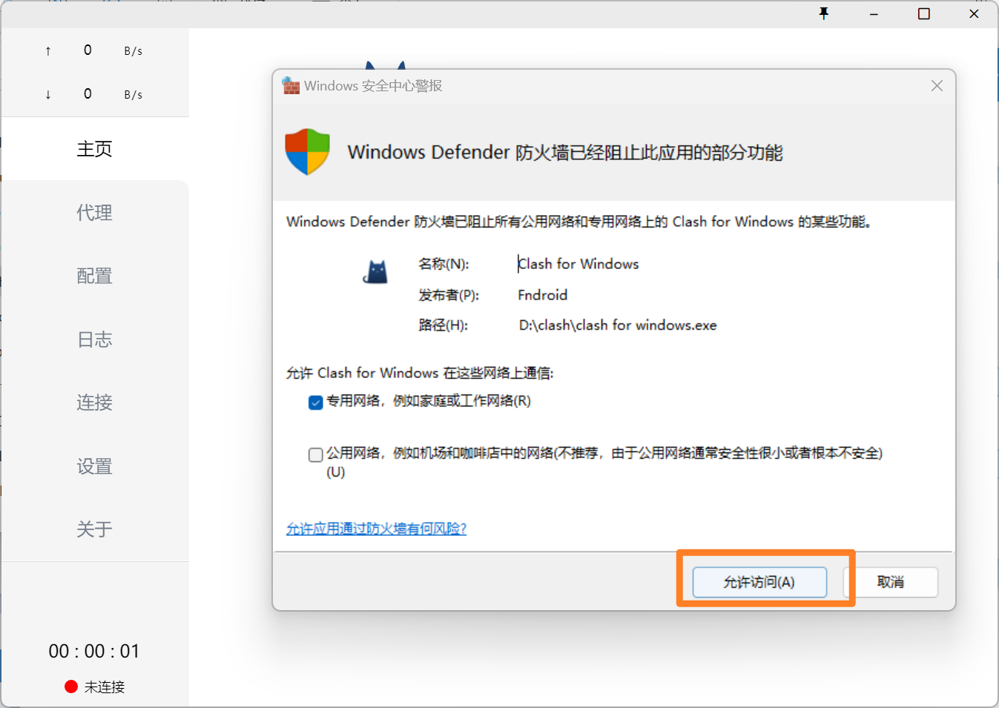 ↑ 0 B/s
↓ 0 B/s
主页
代理
配置
日志
连接
设置
关于
00 : 00 : 01
未连接
Windows 安全中心警报
Windows Defender 防火墙已经阻止此应用的部分功能
Windows Defender 防火墙已阻止所有公用网络和专用网络上的 Clash for Windows 的某些功能。
名称(N): Clash for Windows
发布者(P): Fndroid
路径(H): D:\clash\clash for windows.exe
允许 Clash for Windows 在这些网络上通信:
专用网络，例如家庭或工作网络(R)
公用网络，例如机场和咖啡店中的网络(不推荐，由于公用网络通常安全性很小或者根本不安全)
(U)
允许应用通过防火墙有何风险?
允许访问(A)
取消